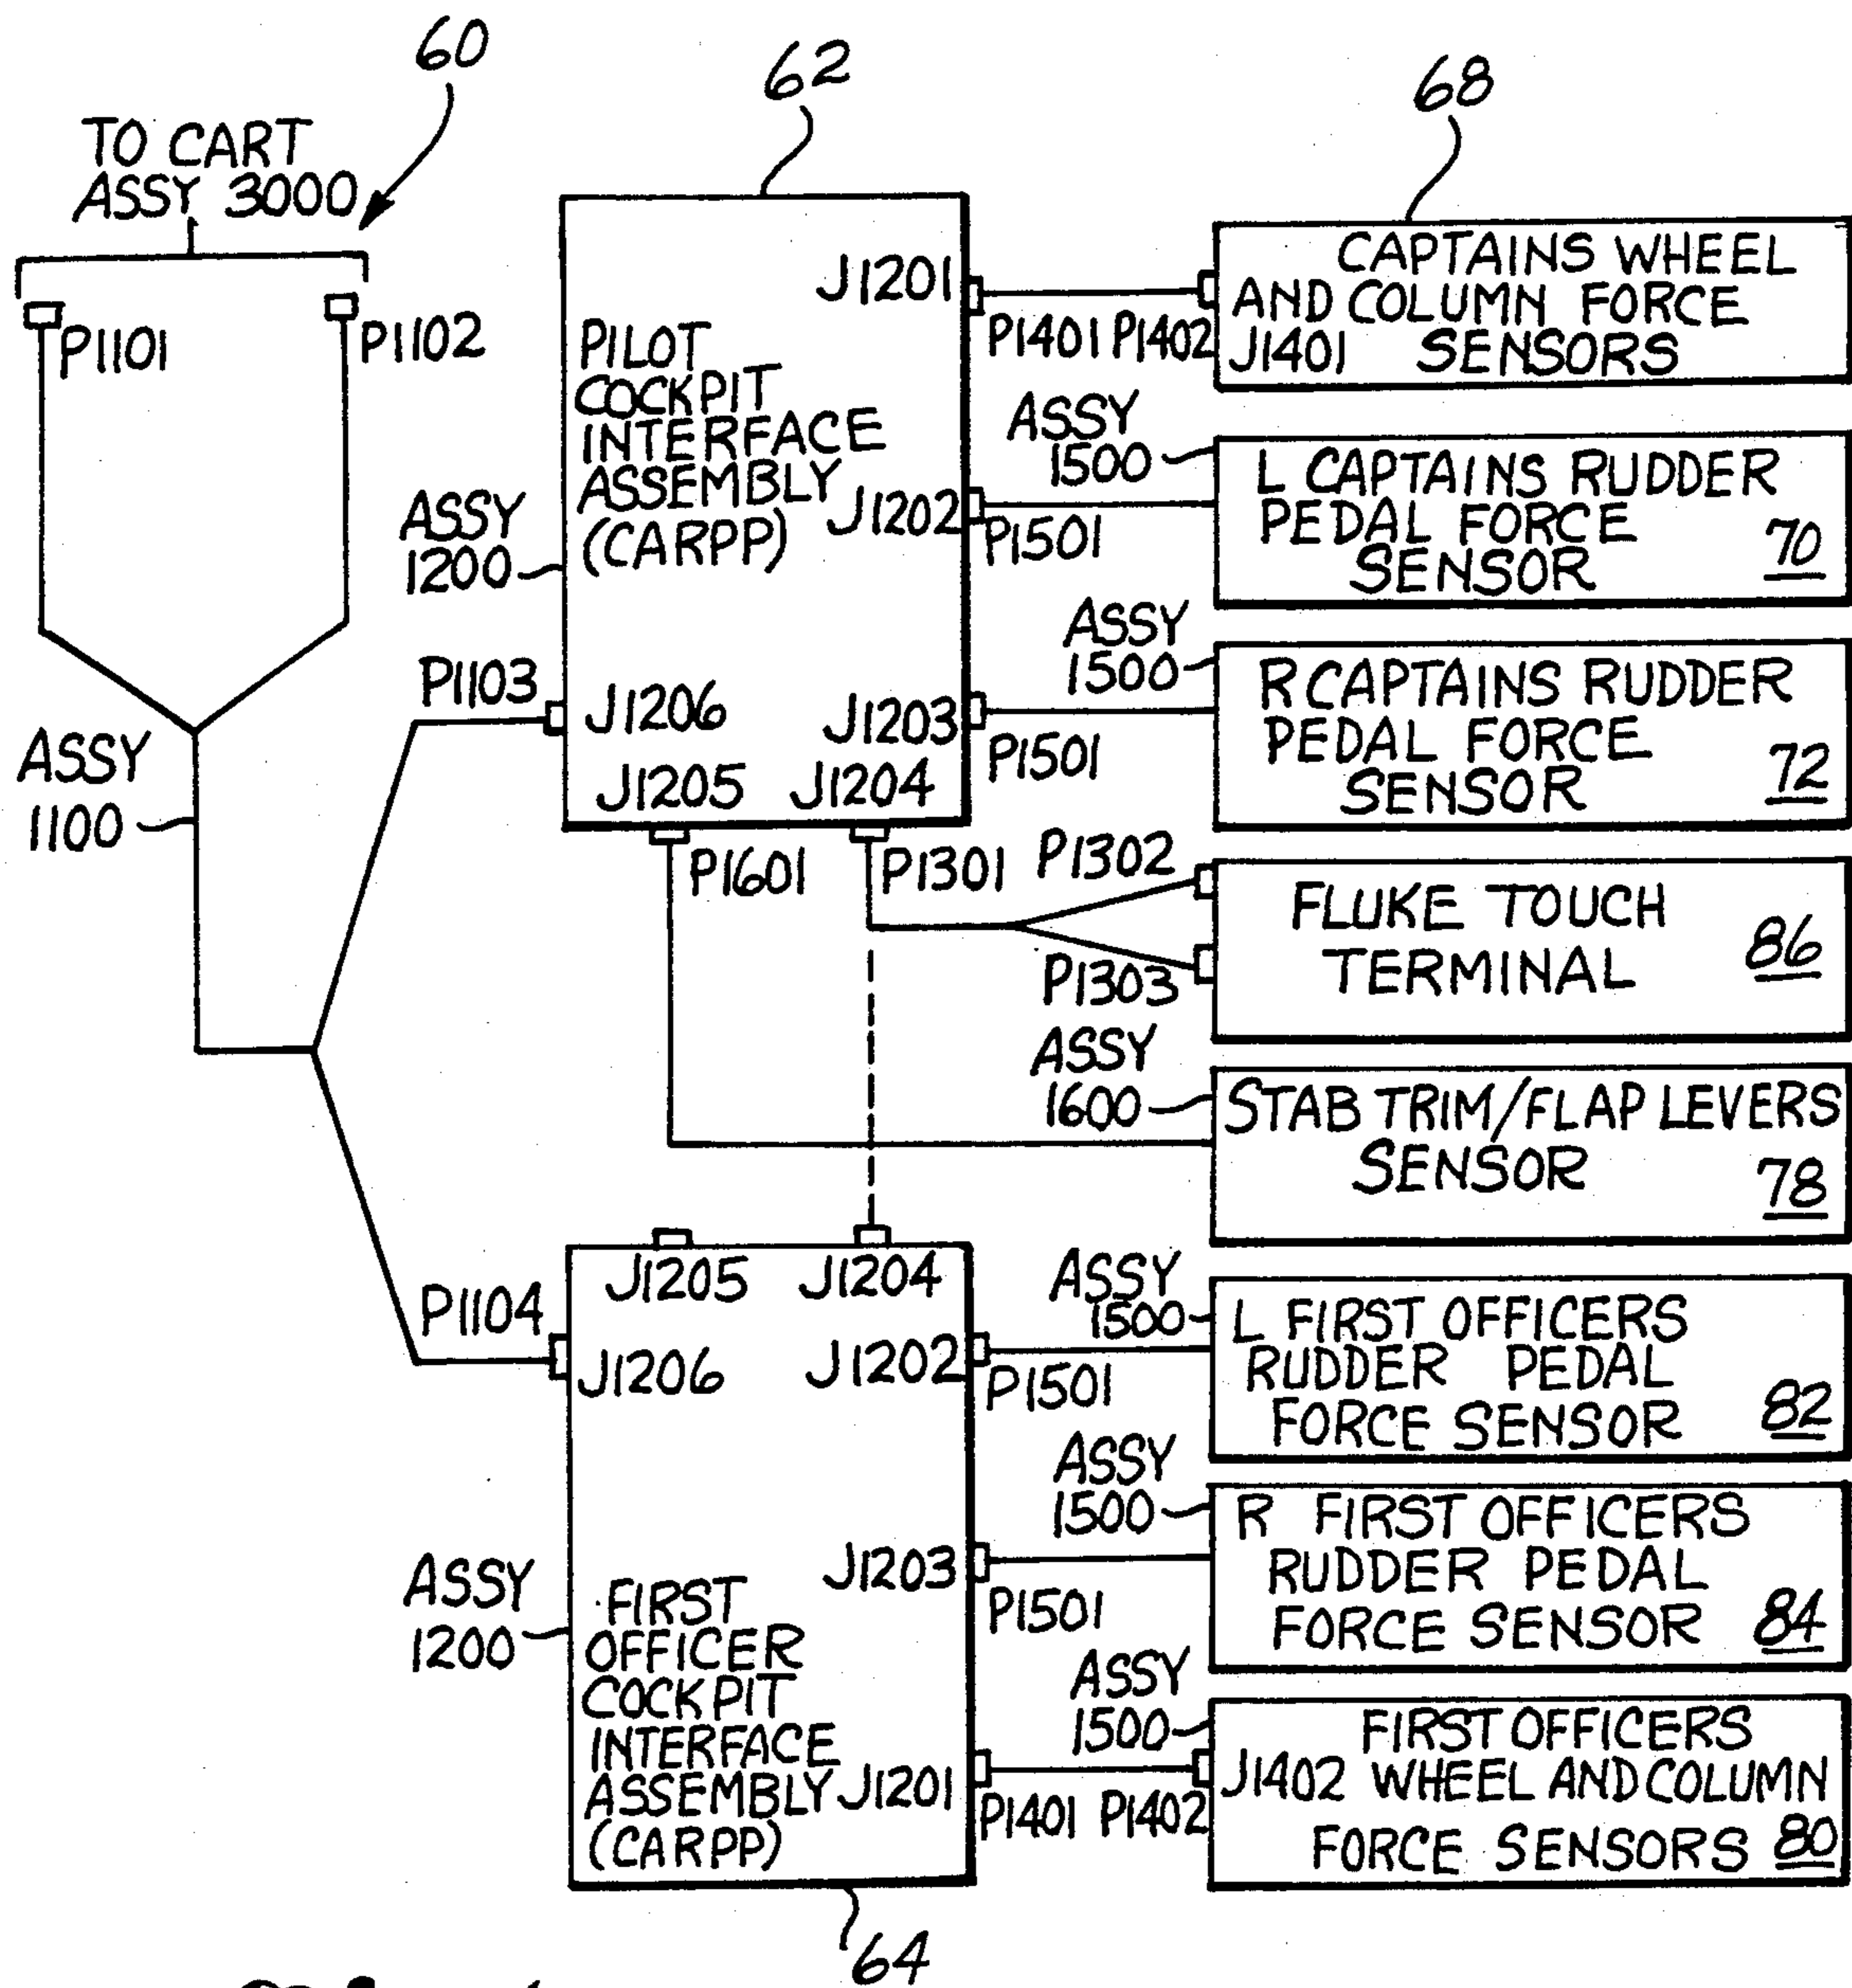 60
62
68
TO CART
ASSY 3000
P1101
P1102
ASSY
1100
P1103
P1104
ASSY
1200
PILOT
COCKPIT
INTERFACE
ASSEMBLY
(CARPP)
J1201
J1202
J1203
J1206
J1205
J1204
P1401
P1402
CAPTAINS WHEEL
AND COLUMN FORCE
J1401 SENSORS
ASSY
1500
P1501
L CAPTAINS RUDDER
PEDAL FORCE
SENSOR
70
ASSY
1500
P1501
R CAPTAINS RUDDER
PEDAL FORCE
SENSOR
72
P1601
P1301
P1302
P1303
FLUKE TOUCH
TERMINAL
86
ASSY
1600
STAB TRIM/FLAP LEVERS
SENSOR
78
J1205
J1204
J1206
J1202
J1203
J1201
ASSY
1200
FIRST
OFFICER
COCKPIT
INTERFACE
ASSEMBLY
(CARPP)
64
ASSY
1500
P1501
L FIRST OFFICERS
RUDDER PEDAL
FORCE SENSOR
82
ASSY
1500
P1501
R FIRST OFFICERS
RUDDER PEDAL
FORCE SENSOR
84
ASSY
1500
P1401
P1402
FIRST OFFICERS
J1402 WHEEL AND COLUMN
FORCE SENSORS
80